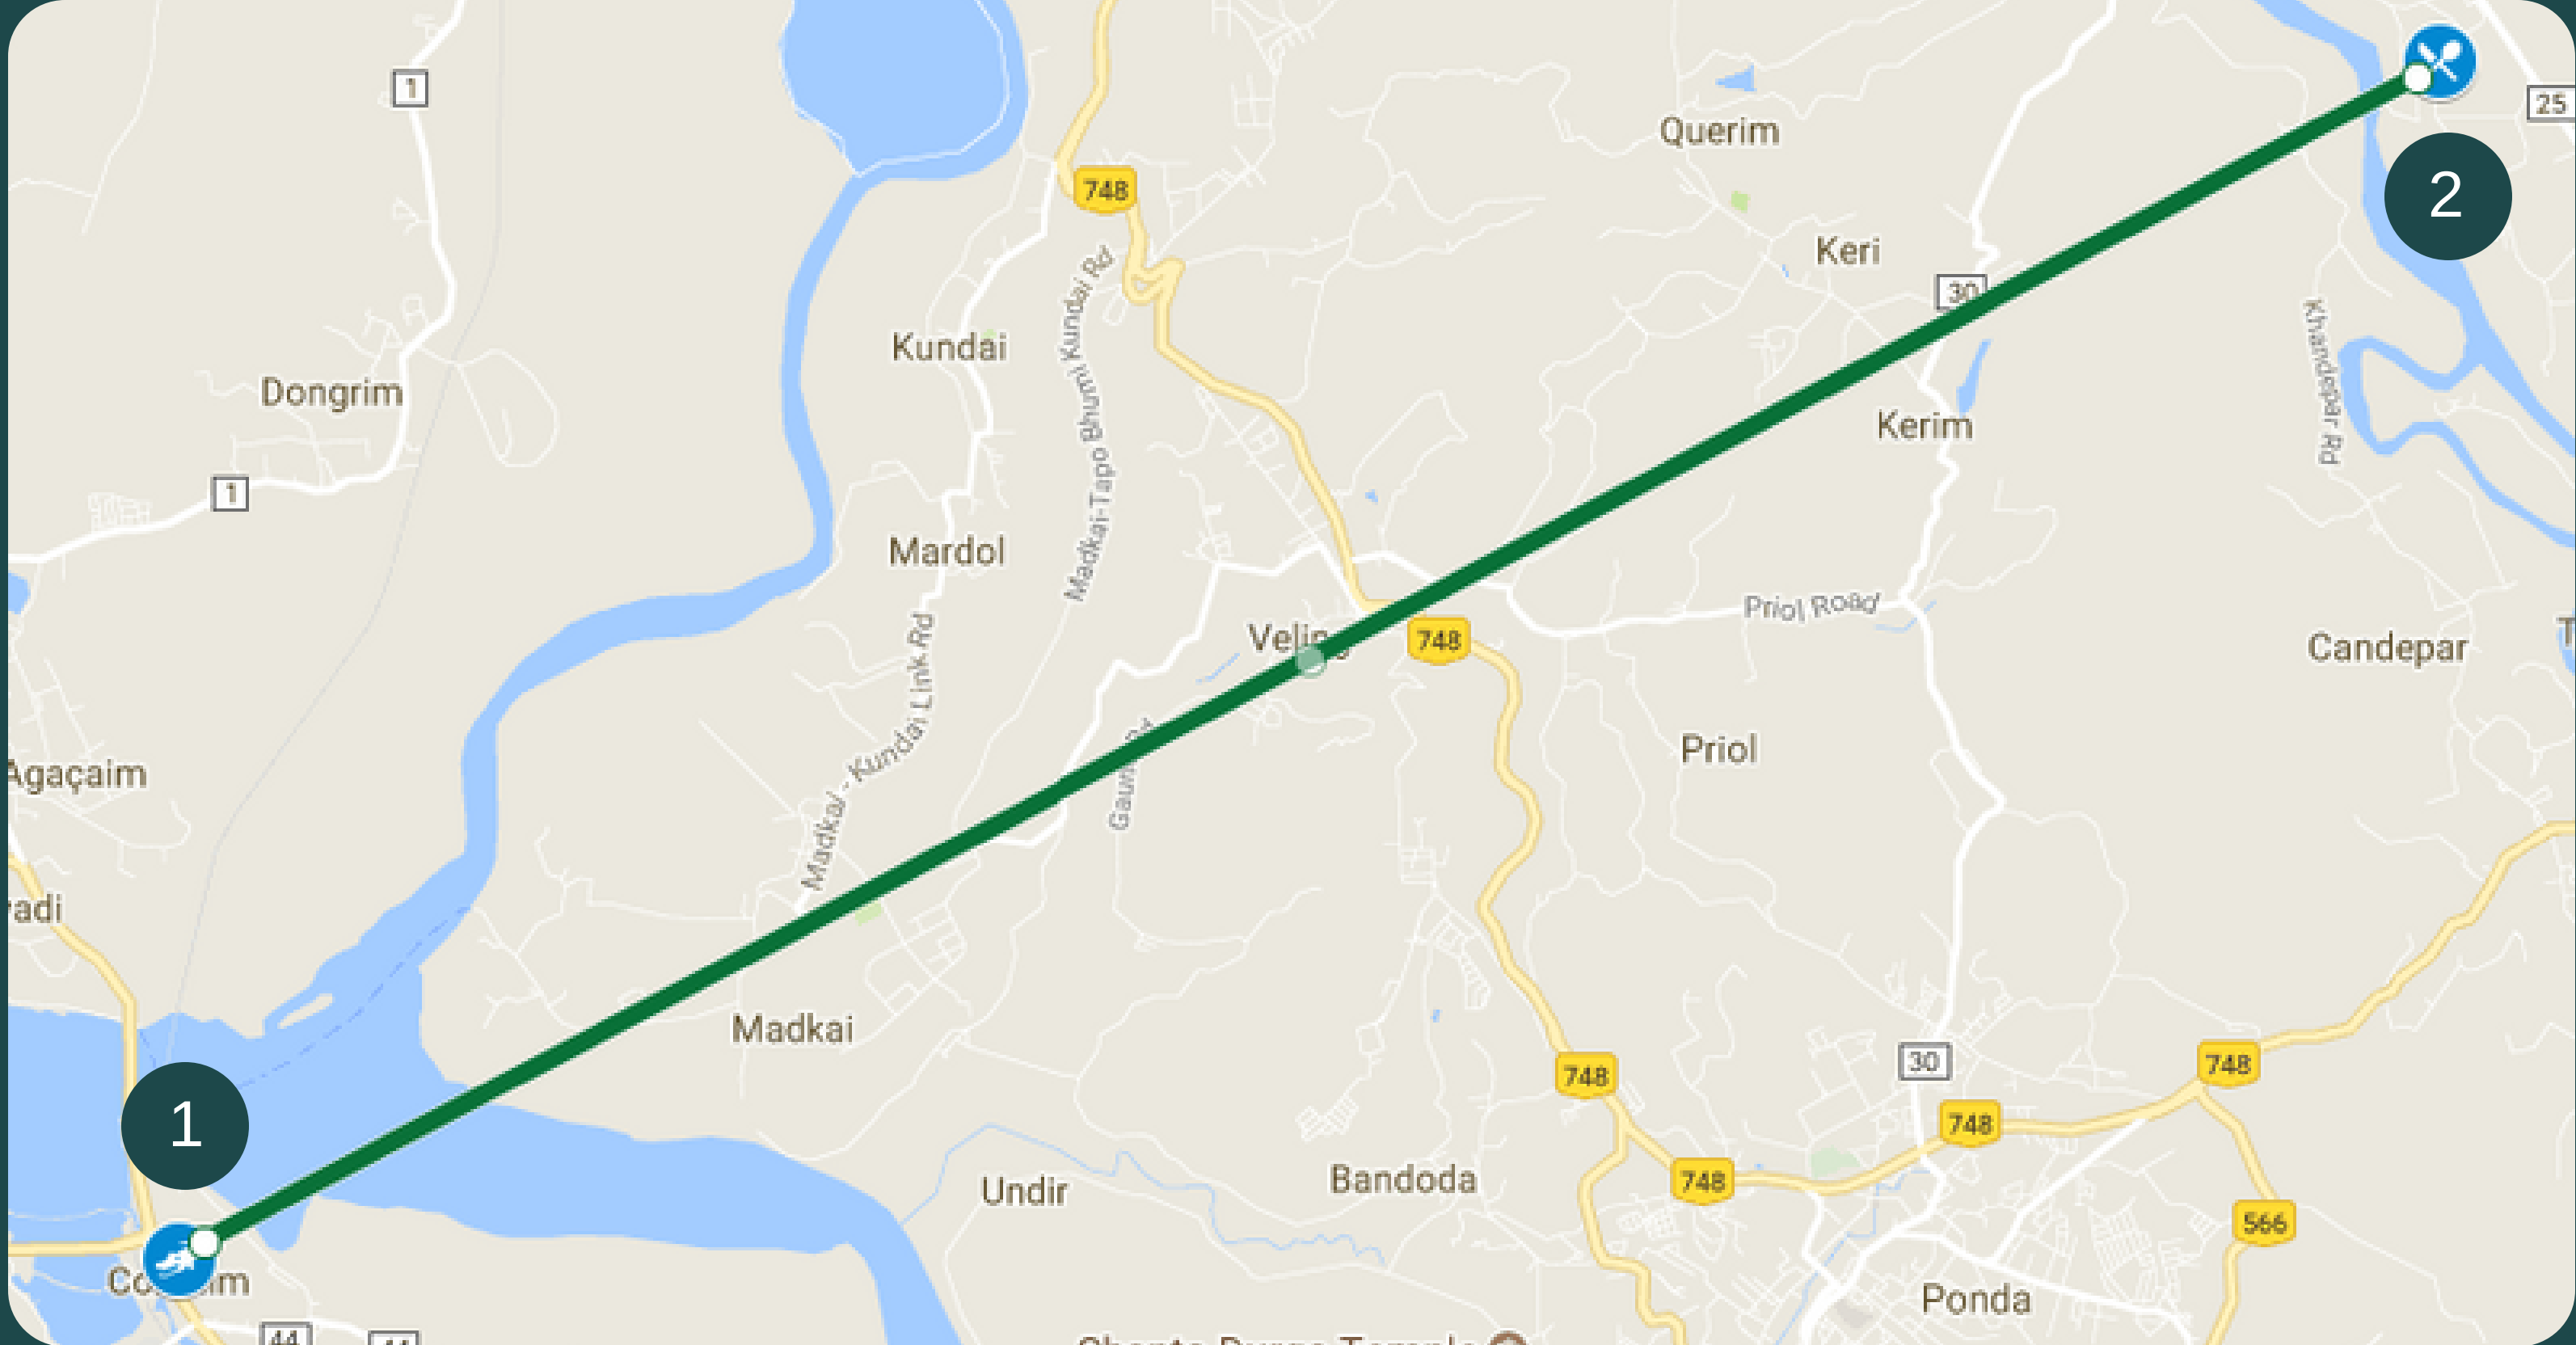 1
25
Querim
748
2
Keri
30
Kundai
Madkai-Tapo Bhumi Kundai Rd
Khandepar Rd
Dongrim
Kerim
1
Mardol
Priol Road
748
Candepar
Madkai - Kundai Link Rd
Priol
Agaçaim
30
748
748
1
748
Madkai
Undir
Bandoda
748
566
Ponda
44